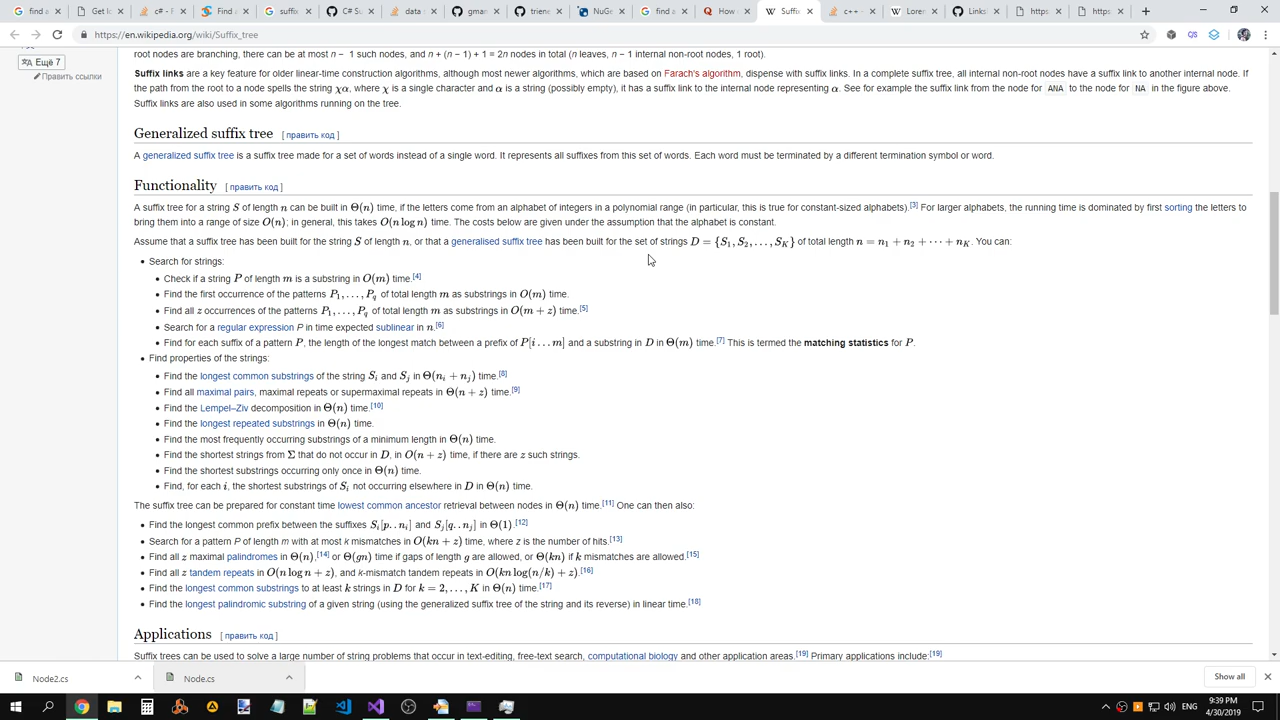 find a
Get lo
c# - F
Find a
suffix
C# Su
data s
gmam
triene
NuGe
find a
How c
Suffix
c++ -
Lorem
Links
https
https
https://en.wikipedia.org/wiki/Suffix_tree
Ещё 7
Править ссылки
root nodes are branching, there can be at most n − 1 such nodes, and n + (n − 1) + 1 = 2n nodes in total (n leaves, n − 1 internal non-root nodes, 1 root).
Suffix links are a key feature for older linear-time construction algorithms, although most newer algorithms, which are based on Farach's algorithm, dispense with suffix links. In a complete suffix tree, all internal non-root nodes have a suffix link to another internal node. If
the path from the root to a node spells the string χα, where χ is a single character and α is a string (possibly empty), it has a suffix link to the internal node representing α. See for example the suffix link from the node for ANA to the node for NA in the figure above.
Suffix links are also used in some algorithms running on the tree.
Generalized suffix tree [ править код ]
A generalized suffix tree is a suffix tree made for a set of words instead of a single word. It represents all suffixes from this set of words. Each word must be terminated by a different termination symbol or word.
Functionality [ править код ]
A suffix tree for a string S of length n can be built in Θ(n) time, if the letters come from an alphabet of integers in a polynomial range (in particular, this is true for constant-sized alphabets).[3] For larger alphabets, the running time is dominated by first sorting the letters to
bring them into a range of size O(n); in general, this takes O(n log n) time. The costs below are given under the assumption that the alphabet is constant.
Assume that a suffix tree has been built for the string S of length n, or that a generalised suffix tree has been built for the set of strings D = {S1, S2, …, SK} of total length n = n1 + n2 + ⋯ + nK. You can:
• Search for strings:
• Check if a string P of length m is a substring in O(m) time.[4]
• Find the first occurrence of the patterns P1, …, Pq of total length m as substrings in O(m) time.
• Find all z occurrences of the patterns P1, …, Pq of total length m as substrings in O(m + z) time.[5]
• Search for a regular expression P in time expected sublinear in n.[6]
• Find for each suffix of a pattern P, the length of the longest match between a prefix of P[i … m] and a substring in D in Θ(m) time.[7] This is termed the matching statistics for P.
• Find properties of the strings:
• Find the longest common substrings of the string Si and Sj in Θ(ni + nj) time.[8]
• Find all maximal pairs, maximal repeats or supermaximal repeats in Θ(n + z) time.[9]
• Find the Lempel–Ziv decomposition in Θ(n) time.[10]
• Find the longest repeated substrings in Θ(n) time.
• Find the most frequently occurring substrings of a minimum length in Θ(n) time.
• Find the shortest strings from Σ that do not occur in D, in O(n + z) time, if there are z such strings.
• Find the shortest substrings occurring only once in Θ(n) time.
• Find, for each i, the shortest substrings of Si not occurring elsewhere in D in Θ(n) time.
The suffix tree can be prepared for constant time lowest common ancestor retrieval between nodes in Θ(n) time.[11] One can then also:
• Find the longest common prefix between the suffixes Si[p..ni] and Sj[q..nj] in Θ(1).[12]
• Search for a pattern P of length m with at most k mismatches in O(kn + z) time, where z is the number of hits.[13]
• Find all z maximal palindromes in Θ(n),[14] or Θ(gn) time if gaps of length g are allowed, or Θ(kn) if k mismatches are allowed.[15]
• Find all z tandem repeats in O(n log n + z), and k-mismatch tandem repeats in O(kn log(n/k) + z).[16]
• Find the longest common substrings to at least k strings in D for k = 2, …, K in Θ(n) time.[17]
• Find the longest palindromic substring of a given string (using the generalized suffix tree of the string and its reverse) in linear time.[18]
Applications [ править код ]
Suffix trees can be used to solve a large number of string problems that occur in text-editing, free-text search, computational biology and other application areas.[19] Primary applications include:[19]
Node2.cs
Node.cs
Show all
ENG
9:39 PM
4/30/2019